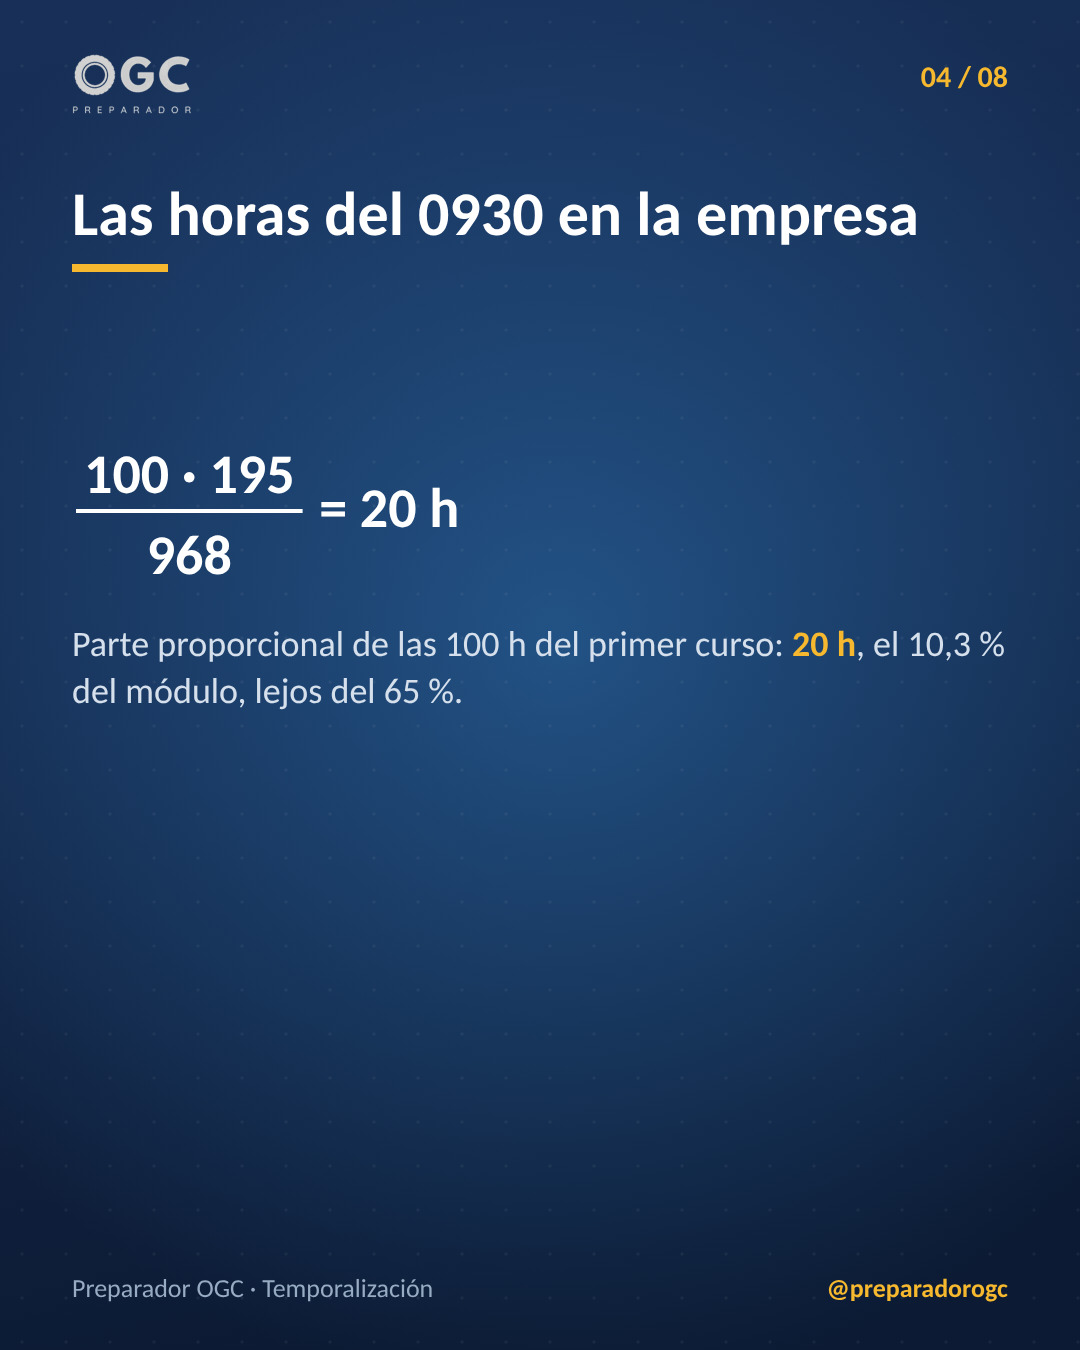 OGC
PREPARADOR
04 / 08
Las horas del 0930 en la empresa
100 · 195
= 20 h
968
Parte proporcional de las 100 h del primer curso: 20 h, el 10,3 %
del módulo, lejos del 65 %.
Preparador OGC · Temporalización
@preparadorogc